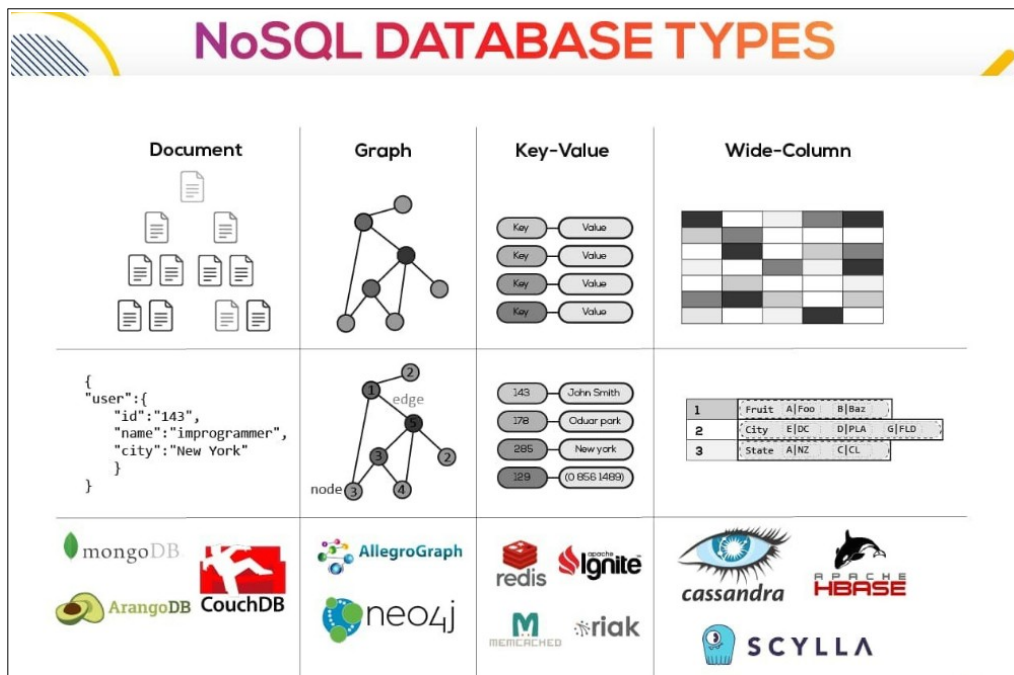 NoSQL DATABASE TYPES
Document
Graph
Key-Value
Wide-Column
Key Value
Key Value
Key Value
Key Value
{
"user":{
"id":"143",
"name":"improgrammer",
"city":"New York"
}
}
2
1
edge
5
3
2
node
3
4
143 John Smith
178 Oduar park
285 New york
129 (0 856 1489)
1 Fruit A|Foo B|Baz
2 City E|DC D|PLA G|FLD
3 State A|NZ C|CL
mongoDB
CouchDB
ArangoDB
AllegroGraph
neo4j
redis
apache
Ignite
MEMCACHED
riak
cassandra
APACHE
HBASE
SCYLLA